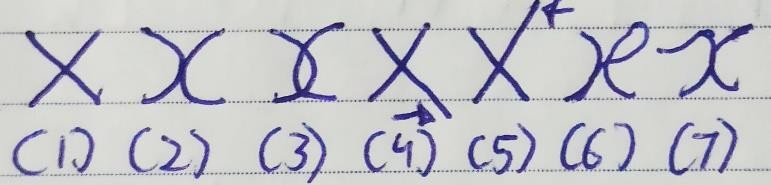 x x x x x x x
(1) (2) (3) (4) (5) (6) (7)